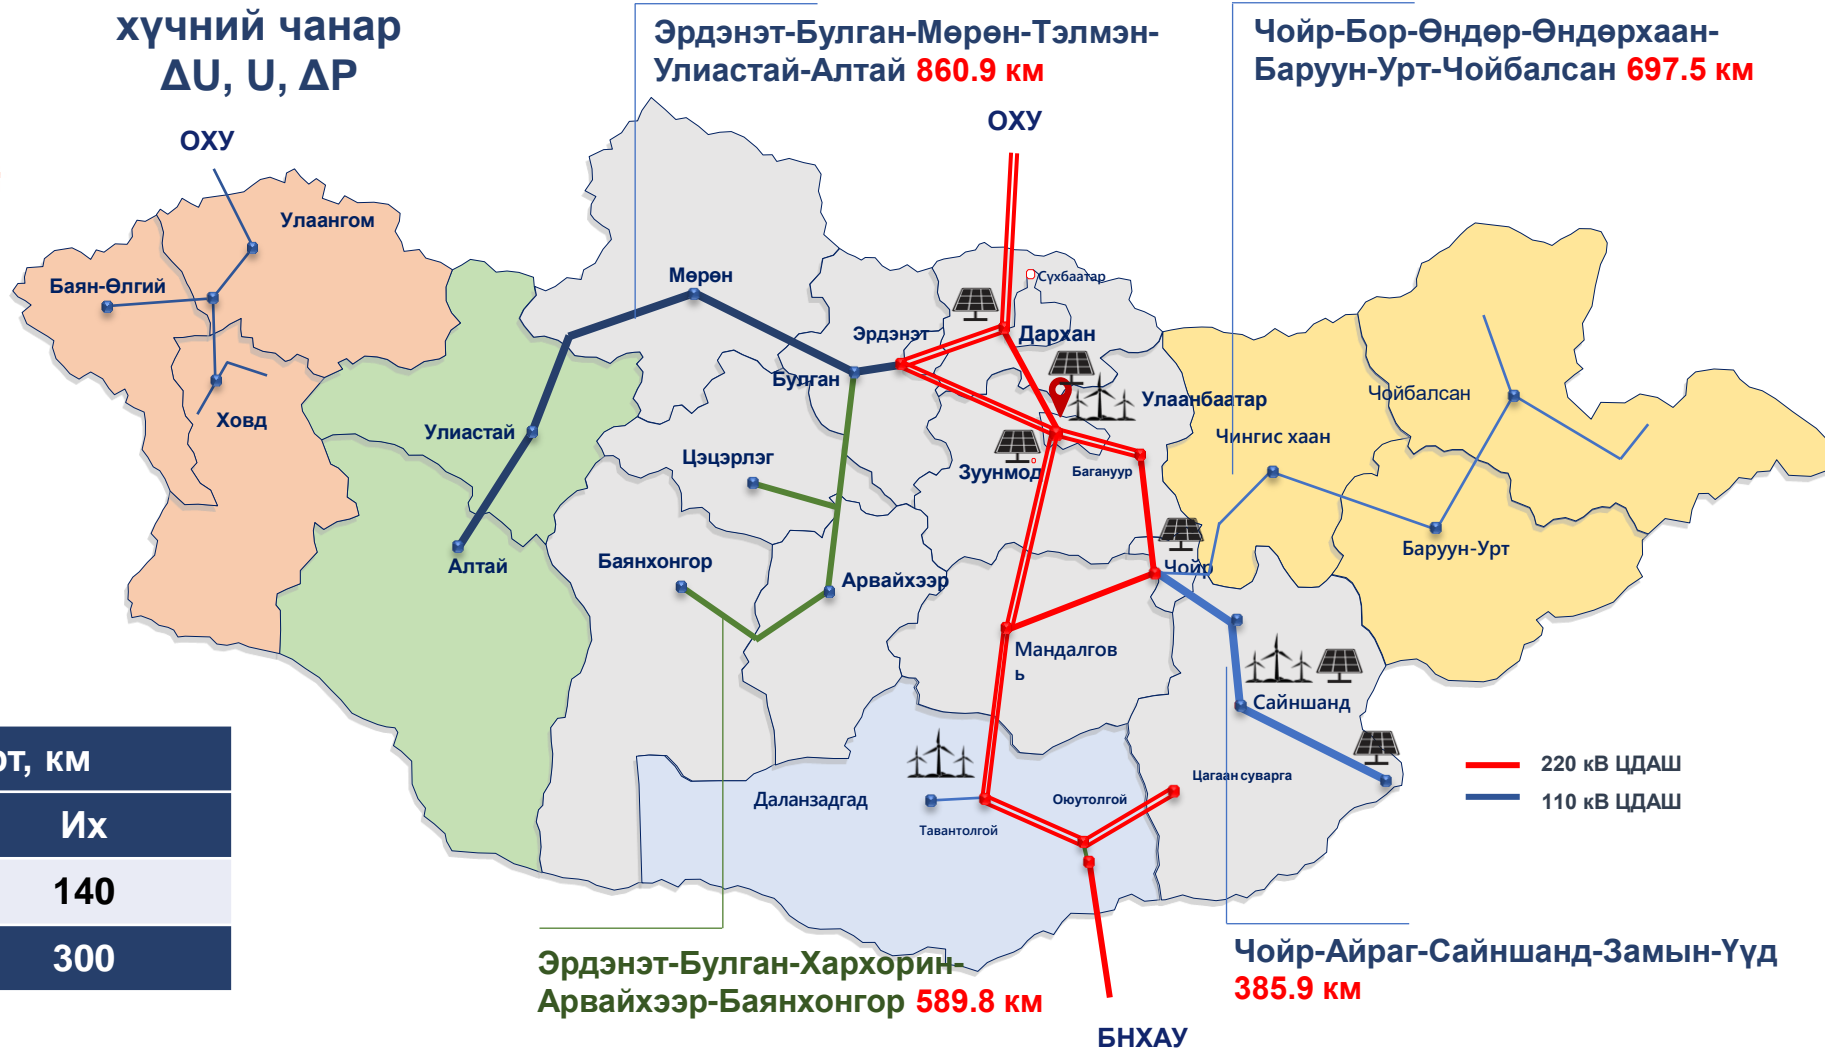 хүчний чанар
ΔU, U, ΔP
Эрдэнэт-Булган-Мөрөн-Тэлмэн-
Улиастай-Алтай 860.9 км
Чойр-Бор-Өндөр-Өндөрхаан-
Баруун-Урт-Чойбалсан 697.5 км
ОХУ
ОХУ
Улаангом
Баян-Өлгий
Мөрөн
Сүхбаатар
Эрдэнэт
Дархан
Булган
Улаанбаатар
Чойбалсан
Ховд
Улиастай
Чингис хаан
Цэцэрлэг
Зуунмод
Багануур
Баруун-Урт
Алтай
Баянхонгор
Арвайхээр
Чойр
Мандалгов
ь
Сайншанд
от, км
Их
140
300
Даланзадгад
Тавантолгой
Оюутолгой
Цагаан суварга
220 кВ ЦДАШ
110 кВ ЦДАШ
Эрдэнэт-Булган-Хархорин-
Арвайхээр-Баянхонгор 589.8 км
Чойр-Айраг-Сайншанд-Замын-Үүд
385.9 км
БНХАУ